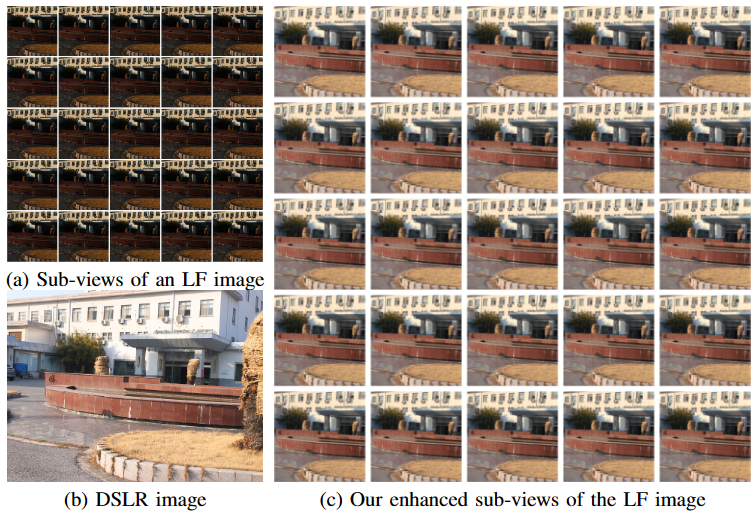 (a) Sub-views of an LF image
(b) DSLR image
(c) Our enhanced sub-views of the LF image